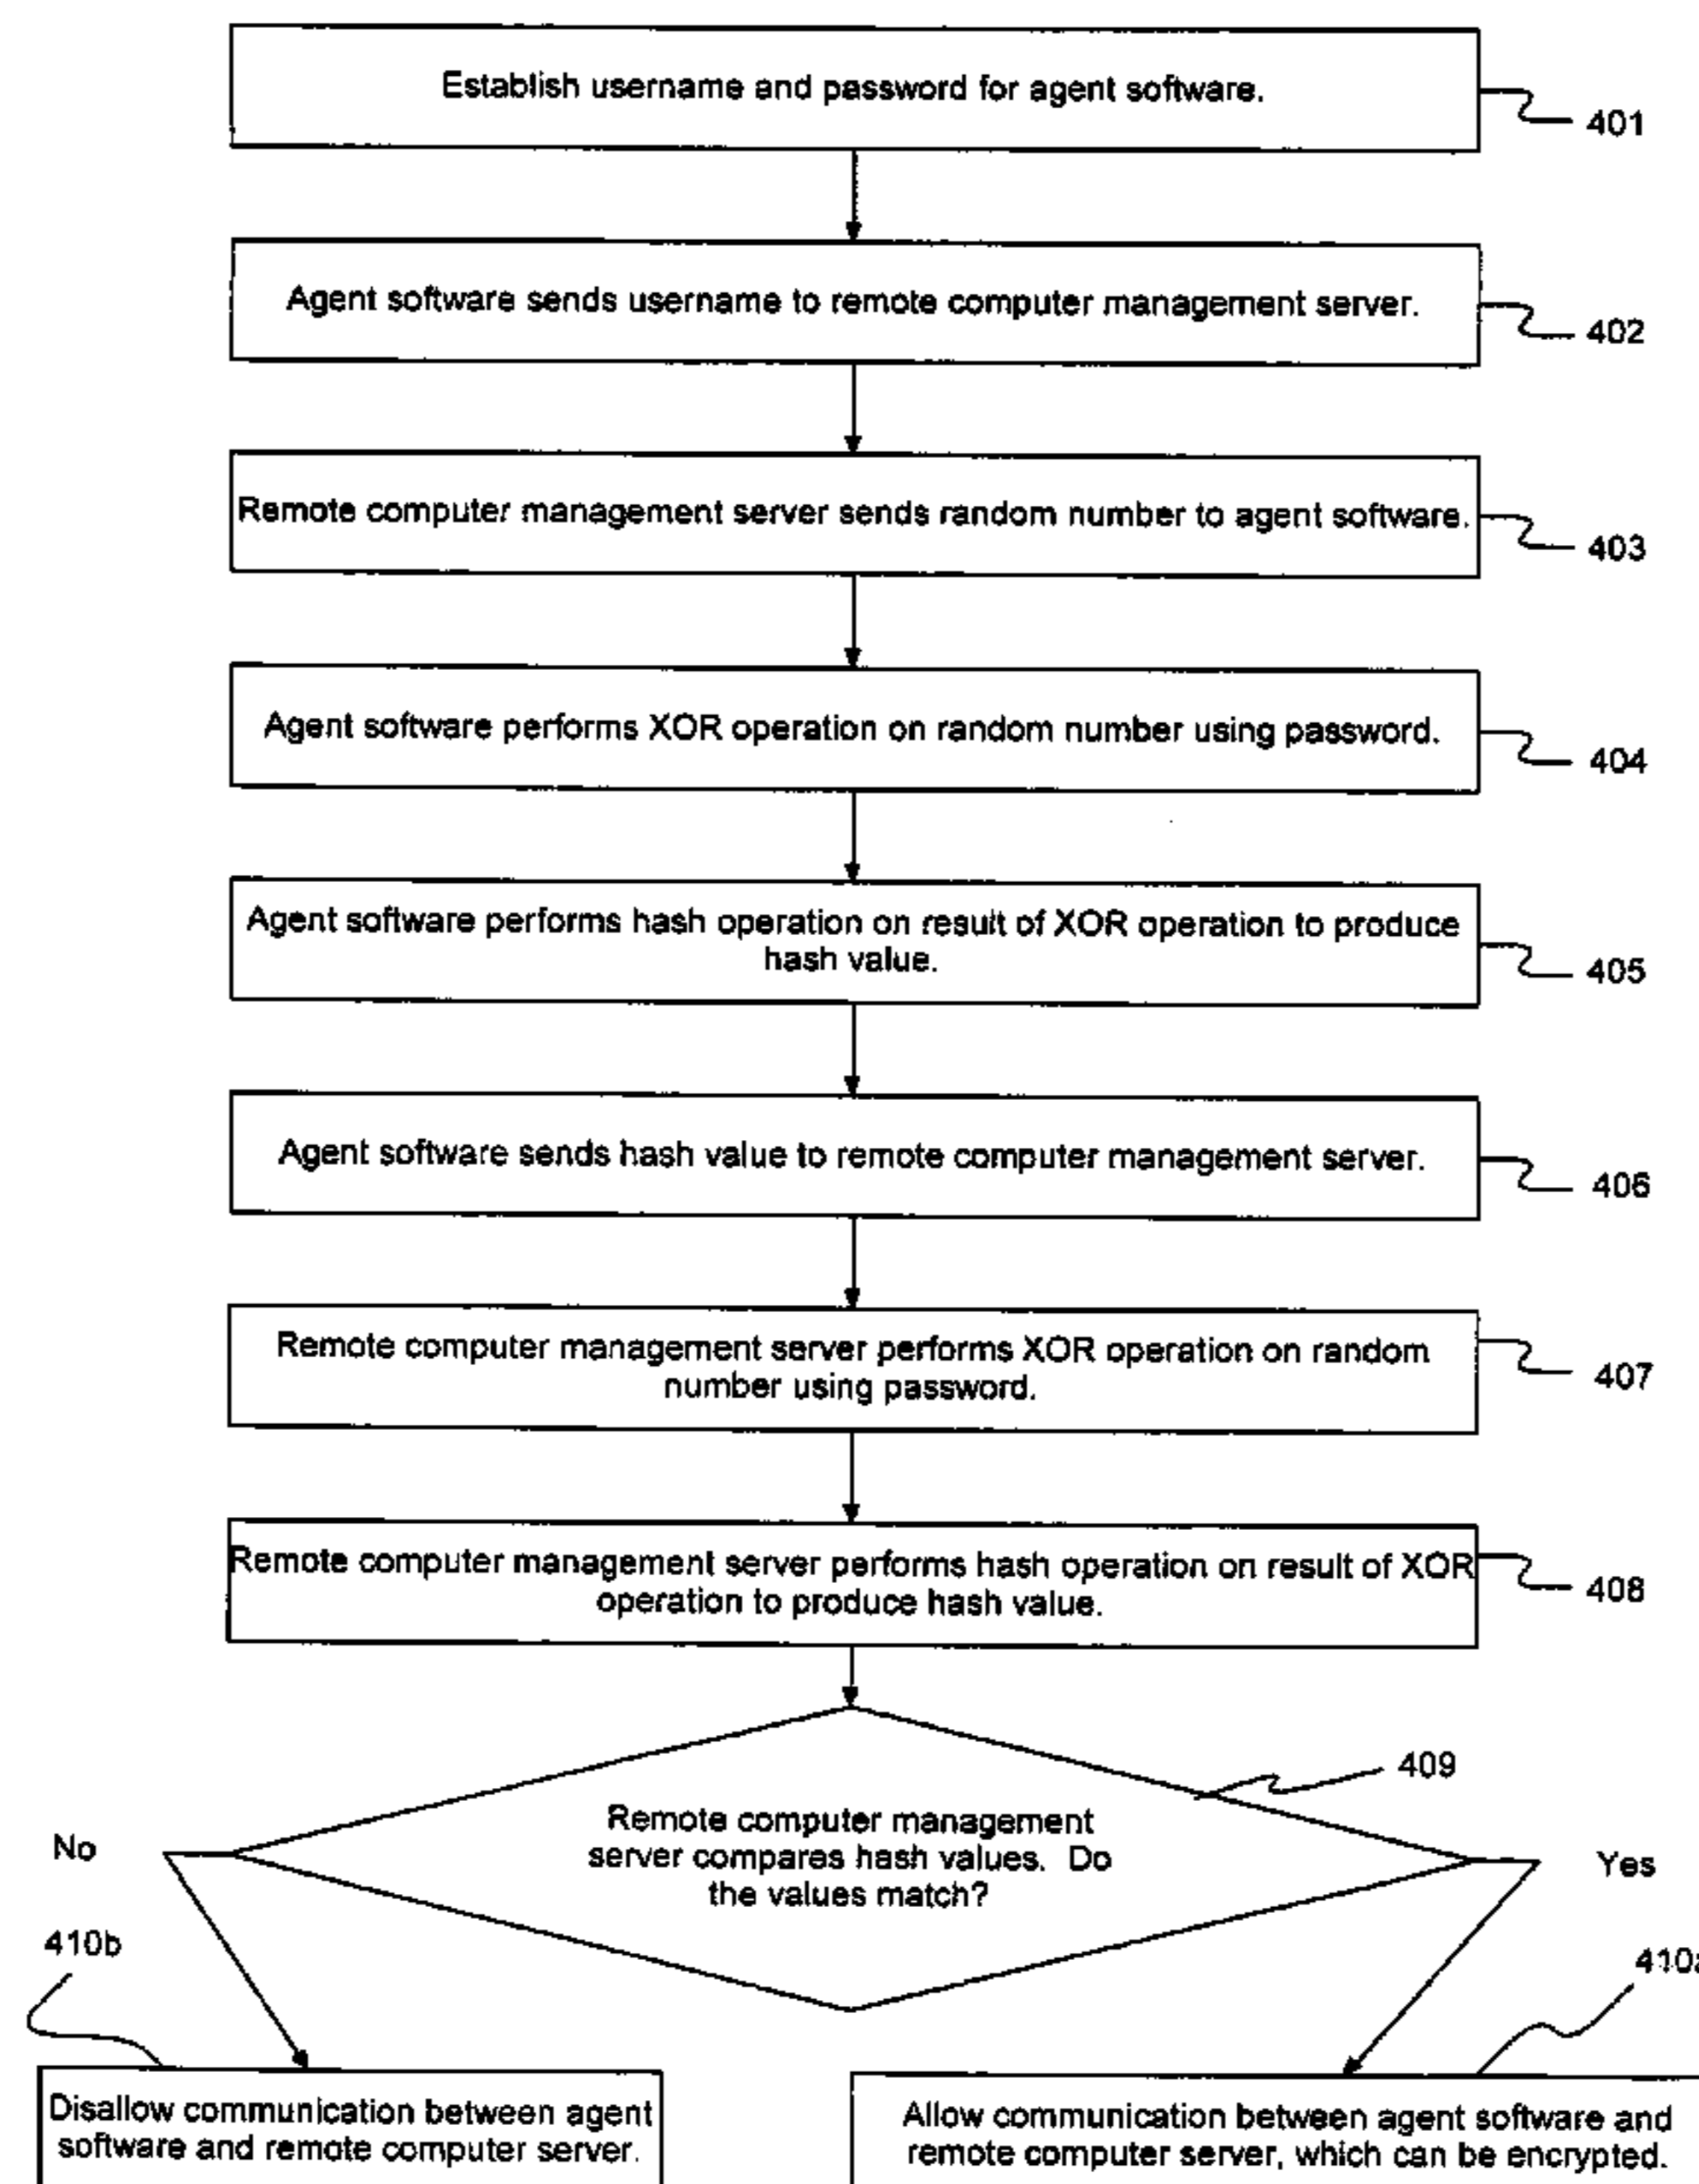 Establish username and password for agent software.
401
Agent software sends username to remote computer management server.
402
Remote computer management server sends random number to agent software.
403
Agent software performs XOR operation on random number using password.
404
Agent software performs hash operation on result of XOR operation to produce
hash value.
405
Agent software sends hash value to remote computer management server.
406
Remote computer management server performs XOR operation on random
number using password.
407
Remote computer management server performs hash operation on result of XOR
operation to produce hash value.
408
409
Remote computer management
server compares hash values. Do
the values match?
No
Yes
410b
410a
Disallow communication between agent
software and remote computer server.
Allow communication between agent software and
remote computer server, which can be encrypted.